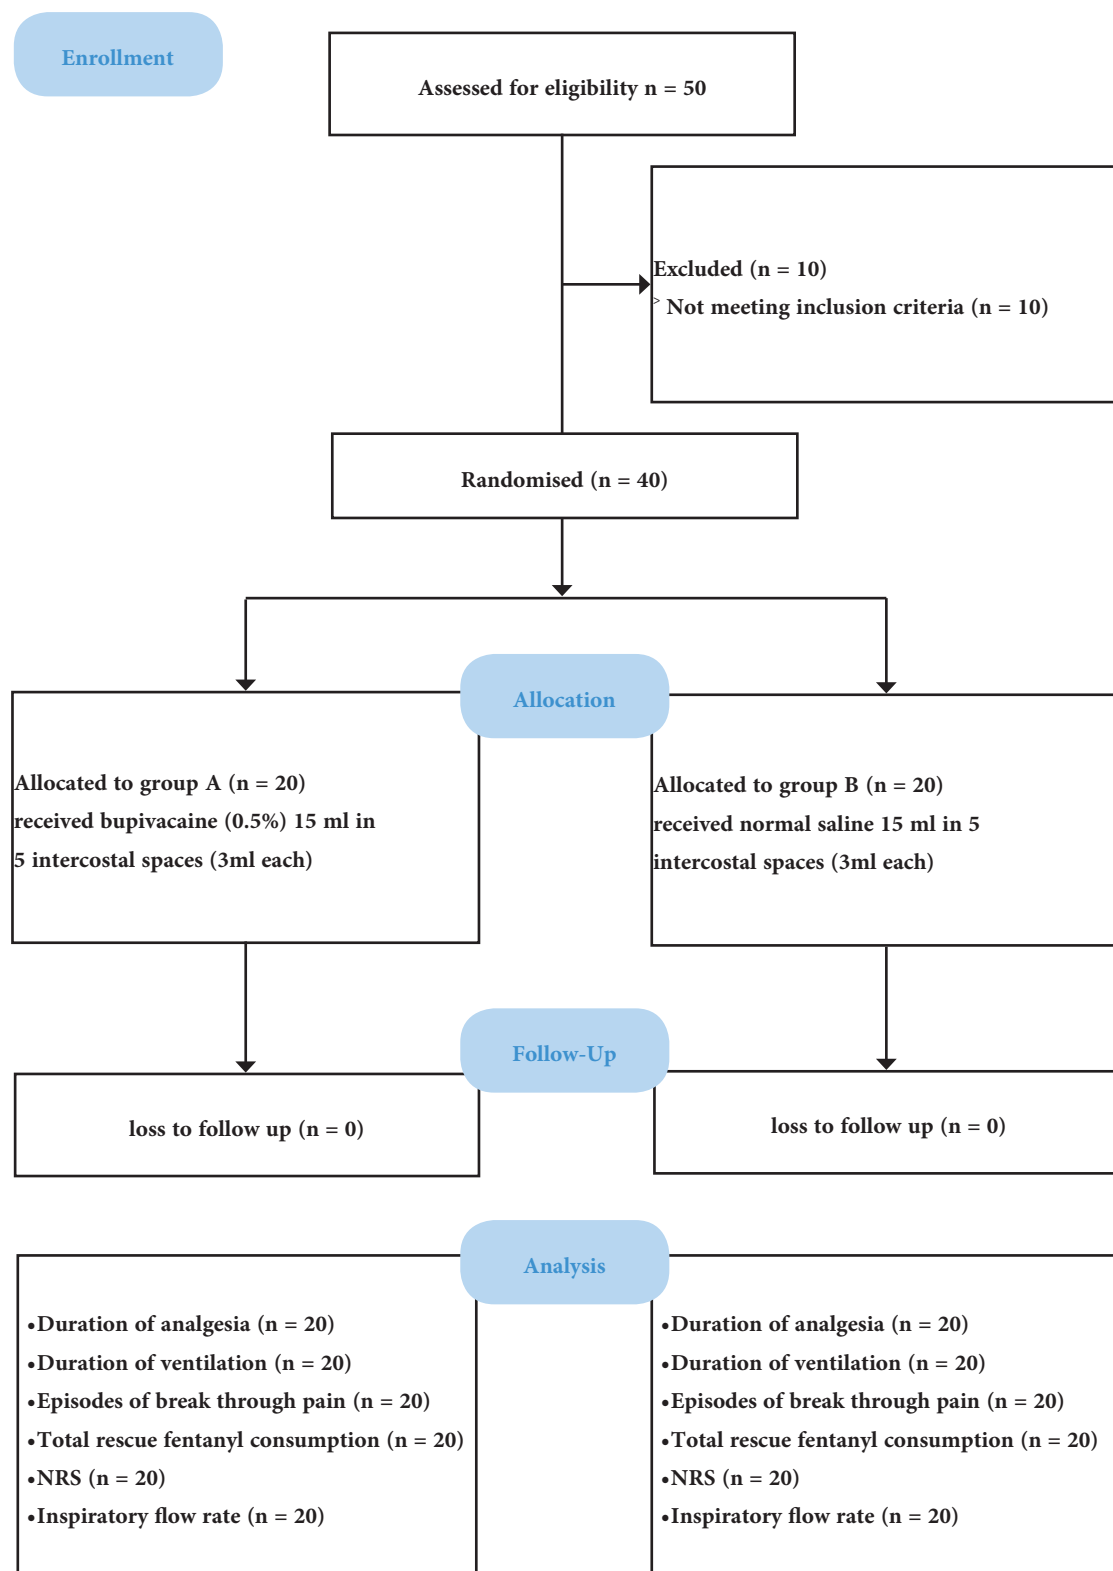 Enrollment
Assessed for eligibility n = 50
Excluded (n = 10)
> Not meeting inclusion criteria (n = 10)
Randomised (n = 40)
Allocation
Allocated to group A (n = 20)
received bupivacaine (0.5%) 15 ml in
5 intercostal spaces (3ml each)
Allocated to group B (n = 20)
received normal saline 15 ml in 5
intercostal spaces (3ml each)
Follow-Up
loss to follow up (n = 0)
loss to follow up (n = 0)
Analysis
•Duration of analgesia (n = 20)
•Duration of ventilation (n = 20)
•Episodes of break through pain (n = 20)
•Total rescue fentanyl consumption (n = 20)
•NRS (n = 20)
•Inspiratory flow rate (n = 20)
•Duration of analgesia (n = 20)
•Duration of ventilation (n = 20)
•Episodes of break through pain (n = 20)
•Total rescue fentanyl consumption (n = 20)
•NRS (n = 20)
•Inspiratory flow rate (n = 20)